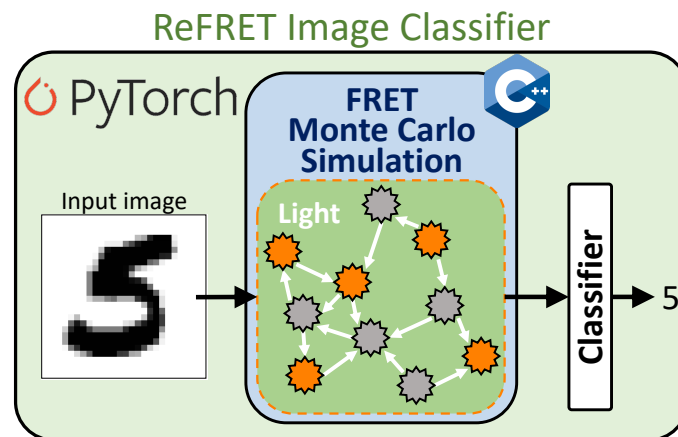 ReFRET Image Classifier
PyTorch
FRET
Monte Carlo
Simulation
C++
Input image
Light
Classifier
5